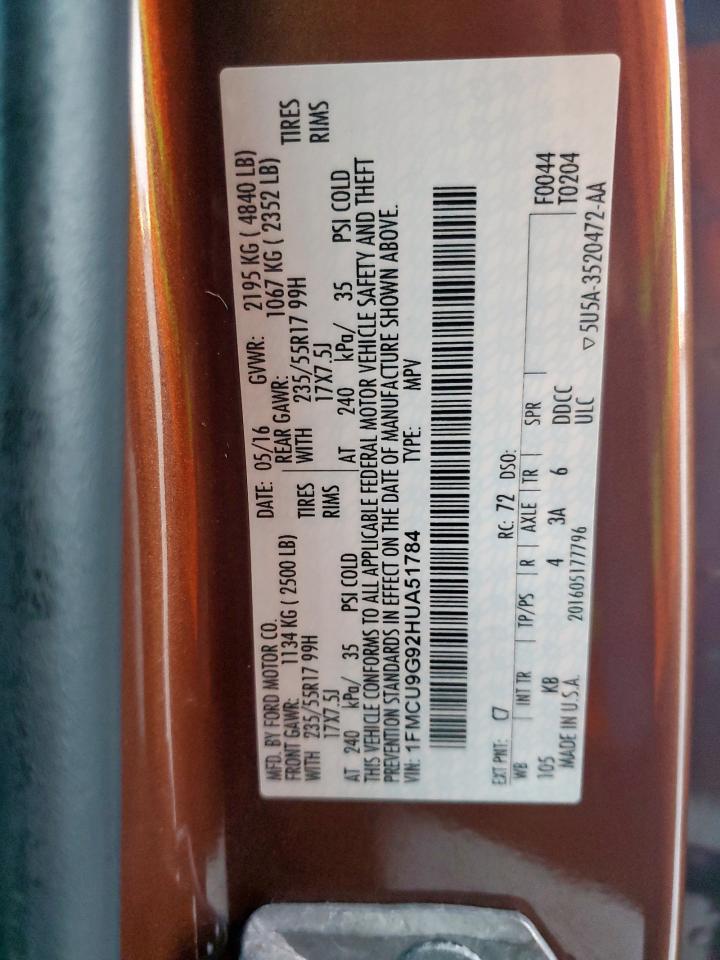 MFD. BY FORD MOTOR CO.
DATE: 05/16 GVWR: 2195 KG ( 4840 LB)
FRONT GAWR: 1134 KG ( 2500 LB) REAR GAWR: 1067 KG ( 2352 LB)
WITH 235/55R17 99H TIRES WITH 235/55R17 99H TIRES
17X7.5J RIMS 17X7.5J RIMS
AT 240 kPa/ 35 PSI COLD AT 240 kPa/ 35 PSI COLD
THIS VEHICLE CONFORMS TO ALL APPLICABLE FEDERAL MOTOR VEHICLE SAFETY AND THEFT
PREVENTION STANDARDS IN EFFECT ON THE DATE OF MANUFACTURE SHOWN ABOVE.
VIN: 1FMCU9G92HUA51784 TYPE: MPV
EXT PNT: C7 RC: 72 DSO: F0044
WB INT TR TP/PS R AXLE TR SPR T0204
105 KB 4 3A 6 DDCC
MADE IN U.S.A. 201605177796 ULC
▽ 5U5A-3520472-AA